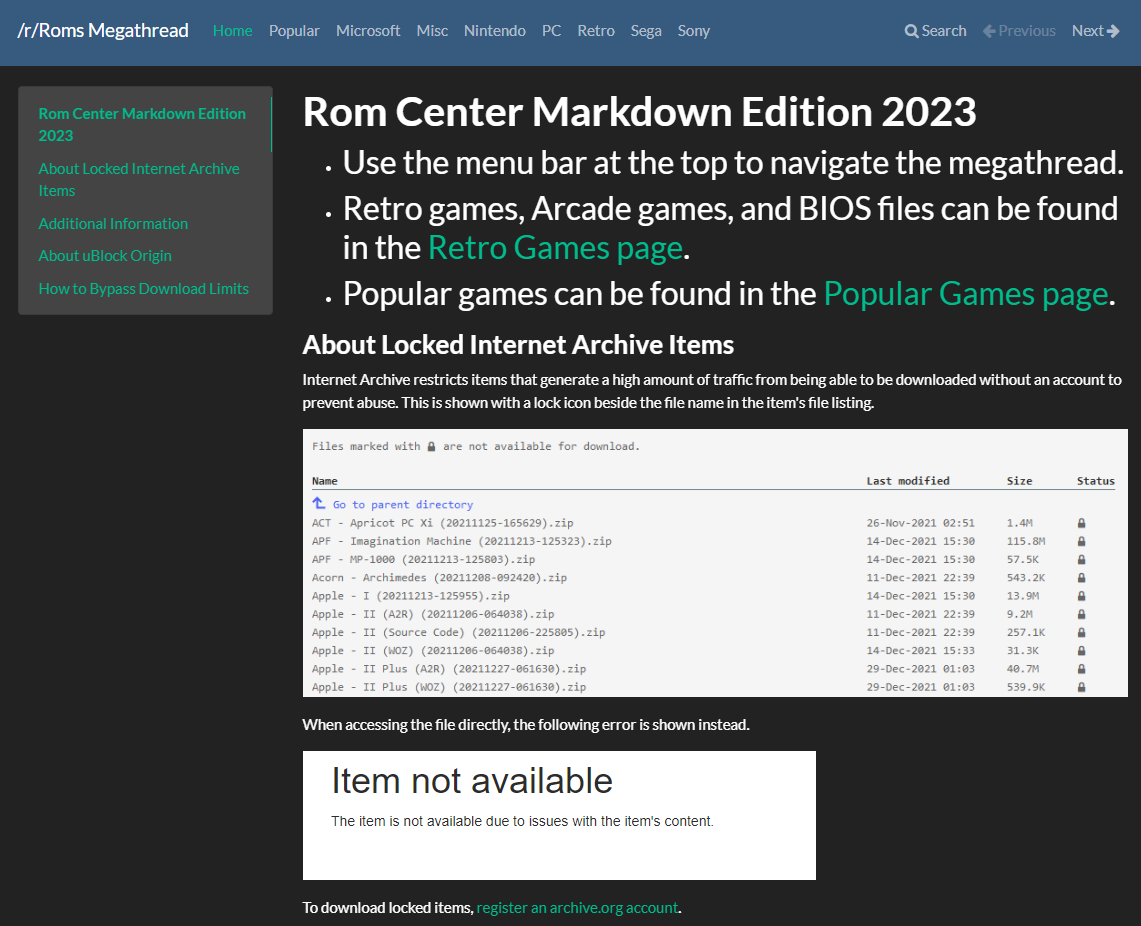 /r/Roms Megathread Home Popular Microsoft Misc Nintendo PC Retro Sega Sony Search Previous Next
Rom Center Markdown Edition
2023
About Locked Internet Archive
Items
Additional Information
About uBlock Origin
How to Bypass Download Limits
Rom Center Markdown Edition 2023
• Use the menu bar at the top to navigate the megathread.
• Retro games, Arcade games, and BIOS files can be found
in the Retro Games page.
• Popular games can be found in the Popular Games page.
About Locked Internet Archive Items
Internet Archive restricts items that generate a high amount of traffic from being able to be downloaded without an account to
prevent abuse. This is shown with a lock icon beside the file name in the item's file listing.
Files marked with 🔒 are not available for download.
Name Last modified Size Status
Go to parent directory
ACT - Apricot PC Xi (20211125-165629).zip 26-Nov-2021 02:51 1.4M
APF - Imagination Machine (20211213-125323).zip 14-Dec-2021 15:30 115.8M
APF - MP-1000 (20211213-125803).zip 14-Dec-2021 15:30 57.5K
Acorn - Archimedes (20211208-092420).zip 11-Dec-2021 22:39 543.2K
Apple - I (20211213-125955).zip 14-Dec-2021 15:30 13.9M
Apple - II (A2R) (20211206-064038).zip 11-Dec-2021 22:39 9.2M
Apple - II (Source Code) (20211206-225805).zip 11-Dec-2021 22:39 257.1K
Apple - II (WOZ) (20211206-064038).zip 14-Dec-2021 15:33 31.3K
Apple - II Plus (A2R) (20211227-061630).zip 29-Dec-2021 01:03 40.7M
Apple - II Plus (WOZ) (20211227-061630).zip 29-Dec-2021 01:03 539.9K
When accessing the file directly, the following error is shown instead.
Item not available
The item is not available due to issues with the item's content.
To download locked items, register an archive.org account.